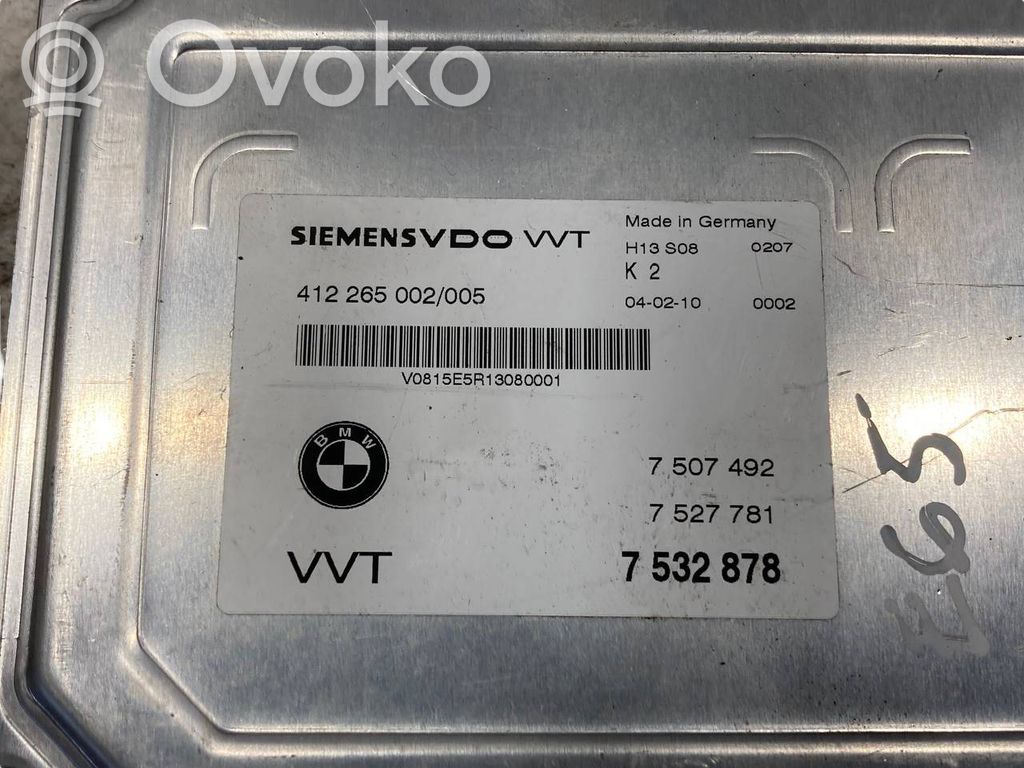 Ovoko
SIEMENSVDO VVT
Made in Germany
H13 S08 0207
K 2
412 265 002/005
04-02-10 0002
V0815E5R13080001
BMW
7 507 492
7 527 781
VVT 7 532 878
E65